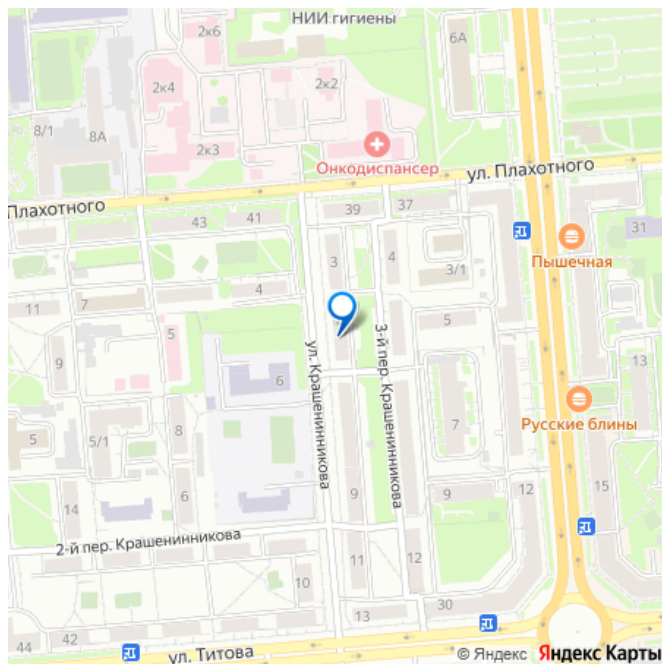 НИИ гигиены
2к6
6А
2к4
2к2
8/1
8А
2к3
Онкодиспансер
ул. Плахотного
Плахотного
43
41
39
37
31
Пышечная
3
4
3/1
11
7
4
5
5
9
6
ул. Крашенинникова
3-й пер. Крашенинникова
13
Русские блины
5
5/1
8
7
6
14
9
9
12
15
2-й пер. Крашенинникова
10
11
12
13
30
44
42
ул. Титова
© Яндекс Яндекс Карты